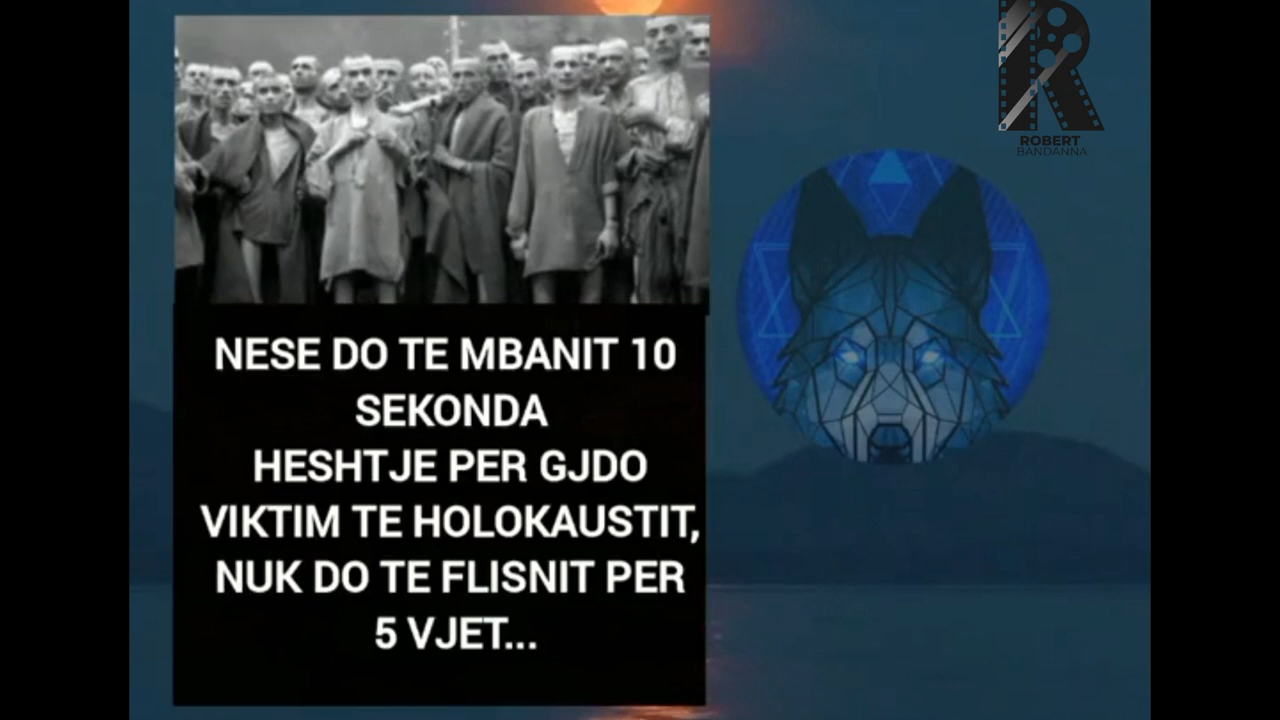 ROBERT
BANDANNA
NESE DO TE MBANIT 10
SEKONDA
HESHTJE PER GJDO
VIKTIM TE HOLOKAUSTIT,
NUK DO TE FLISNIT PER
5 VJET...